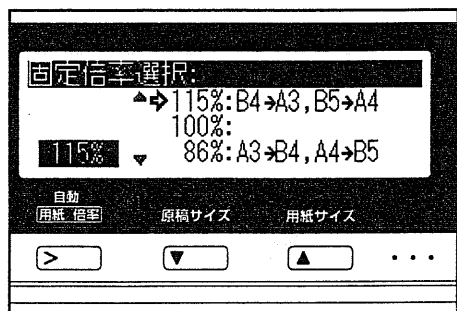 固定倍率選択:
115%:B4→A3,B5→A4
100%:
115% 86%:A3→B4,A4→B5
自動
用紙 倍率 原稿サイズ 用紙サイズ
> ▼ ▲ ・・・